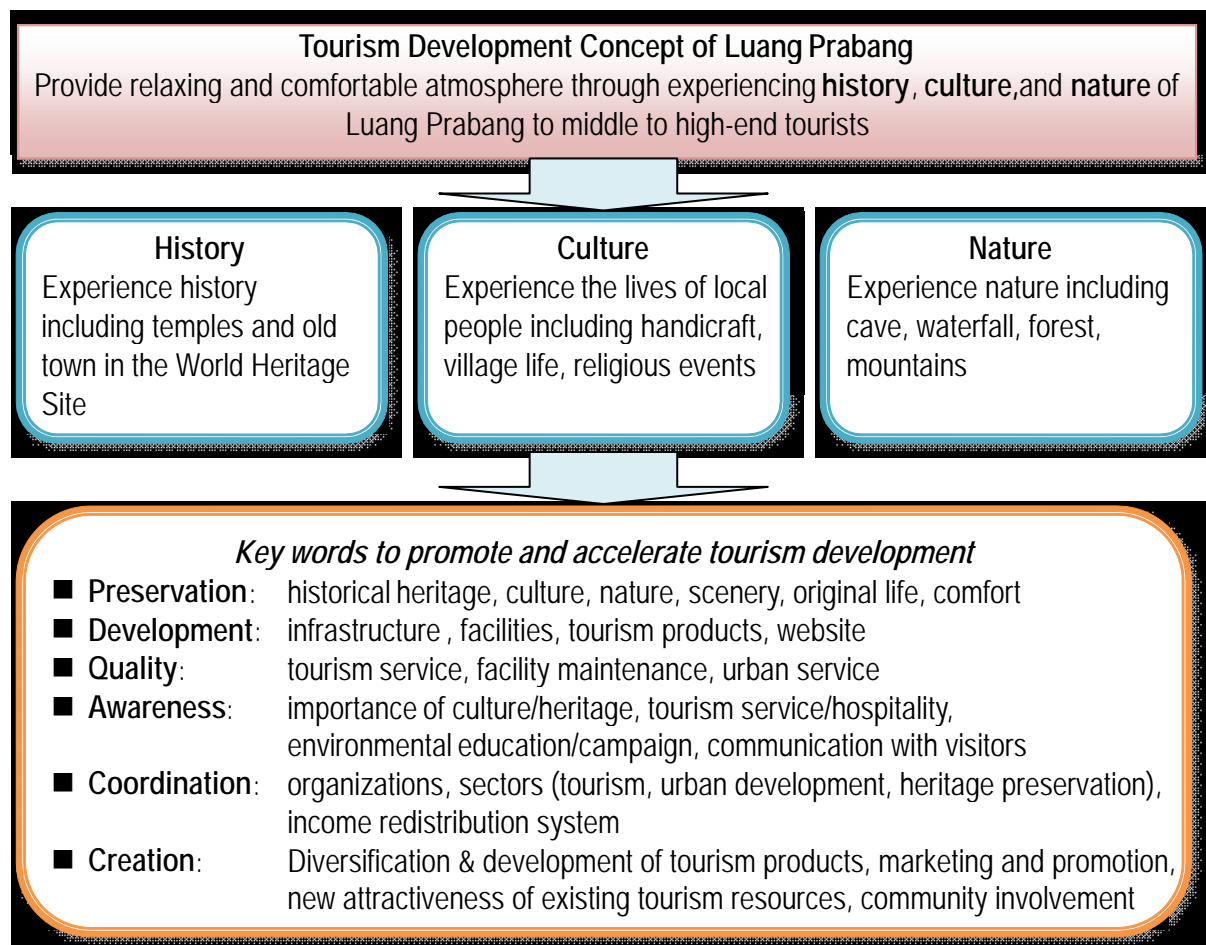 Tourism Development Concept of Luang Prabang
Provide relaxing and comfortable atmosphere through experiencing history, culture,and nature of
Luang Prabang to middle to high-end tourists
History
Experience history
including temples and old
town in the World Heritage
Site
Culture
Experience the lives of local
people including handicraft,
village life, religious events
Nature
Experience nature including
cave, waterfall, forest,
mountains
Key words to promote and accelerate tourism development
■ Preservation: historical heritage, culture, nature, scenery, original life, comfort
■ Development: infrastructure , facilities, tourism products, website
■ Quality: tourism service, facility maintenance, urban service
■ Awareness: importance of culture/heritage, tourism service/hospitality,
environmental education/campaign, communication with visitors
■ Coordination: organizations, sectors (tourism, urban development, heritage preservation),
income redistribution system
■ Creation: Diversification & development of tourism products, marketing and promotion,
new attractiveness of existing tourism resources, community involvement